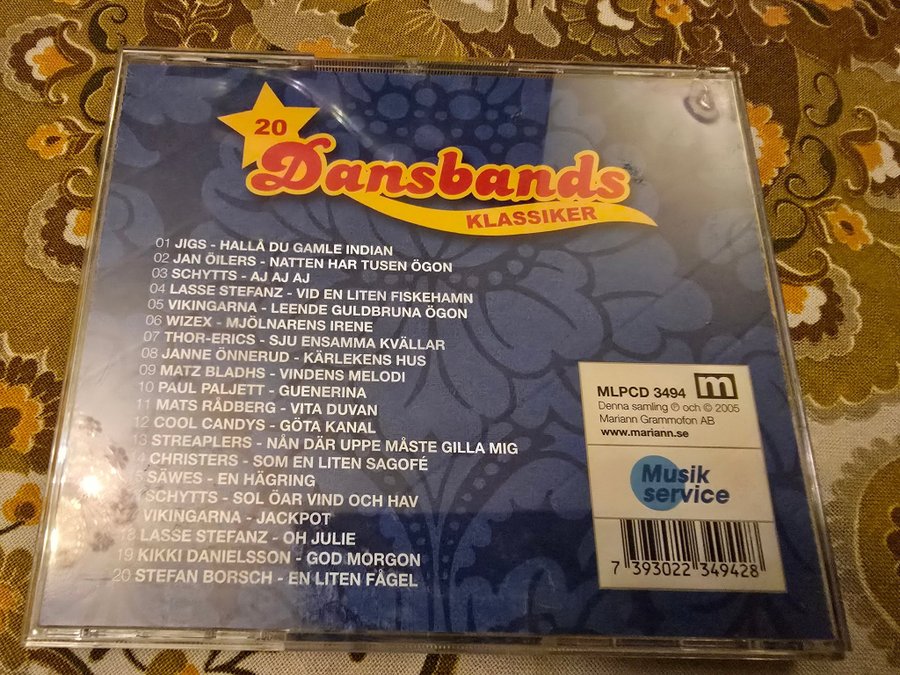 20
Dansbands
KLASSIKER
01 JIGS - HALLÅ DU GAMLE INDIAN
02 JAN ÖILERS - NATTEN HAR TUSEN ÖGON
03 SCHYTTS - AJ AJ AJ
04 LASSE STEFANZ - VID EN LITEN FISKEHAMN
05 VIKINGARNA - LEENDE GULDBRUNA ÖGON
06 WIZEX - MJÖLNARENS IRENE
07 THOR-ERICS - SJU ENSAMMA KVÄLLAR
08 JANNE ÖNNERUD - KÄRLEKENS HUS
09 MATZ BLADHS - VINDENS MELODI
10 PAUL PALJETT - GUENERINA
11 MATS RÅDBERG - VITA DUVAN
12 COOL CANDYS - GÖTA KANAL
13 STREAPLERS - NÅN DÄR UPPE MÅSTE GILLA MIG
14 CHRISTERS - SOM EN LITEN SAGOFÉ
SÄWES - EN HÄGRING
SCHYTTS - SOL ÖAR VIND OCH HAV
VIKINGARNA - JACKPOT
18 LASSE STEFANZ - OH JULIE
19 KIKKI DANIELSSON - GOD MORGON
20 STEFAN BORSCH - EN LITEN FÅGEL
MLPCD 3494 m
Denna samling ℗ och © 2005
Mariann Grammofon AB
www.mariann.se
Musik
service
7 393022 349428